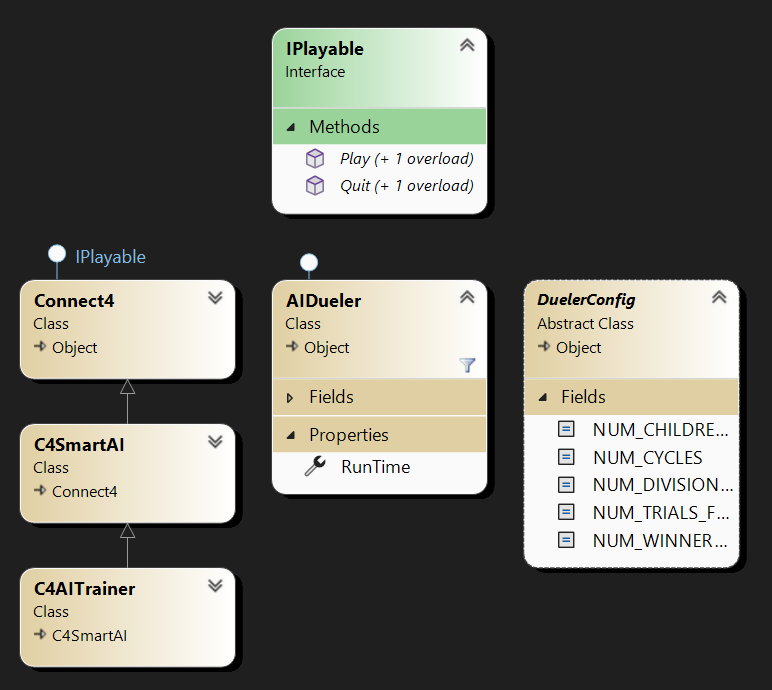 IPlayable
Interface
Methods
Play (+ 1 overload)
Quit (+ 1 overload)
IPlayable
Connect4
Class
Object
C4SmartAI
Class
Connect4
C4AITrainer
Class
C4SmartAI
AIDueler
Class
Object
Fields
Properties
RunTime
DuelerConfig
Abstract Class
Object
Fields
NUM_CHILDRE...
NUM_CYCLES
NUM_DIVISION...
NUM_TRIALS_F...
NUM_WINNER...